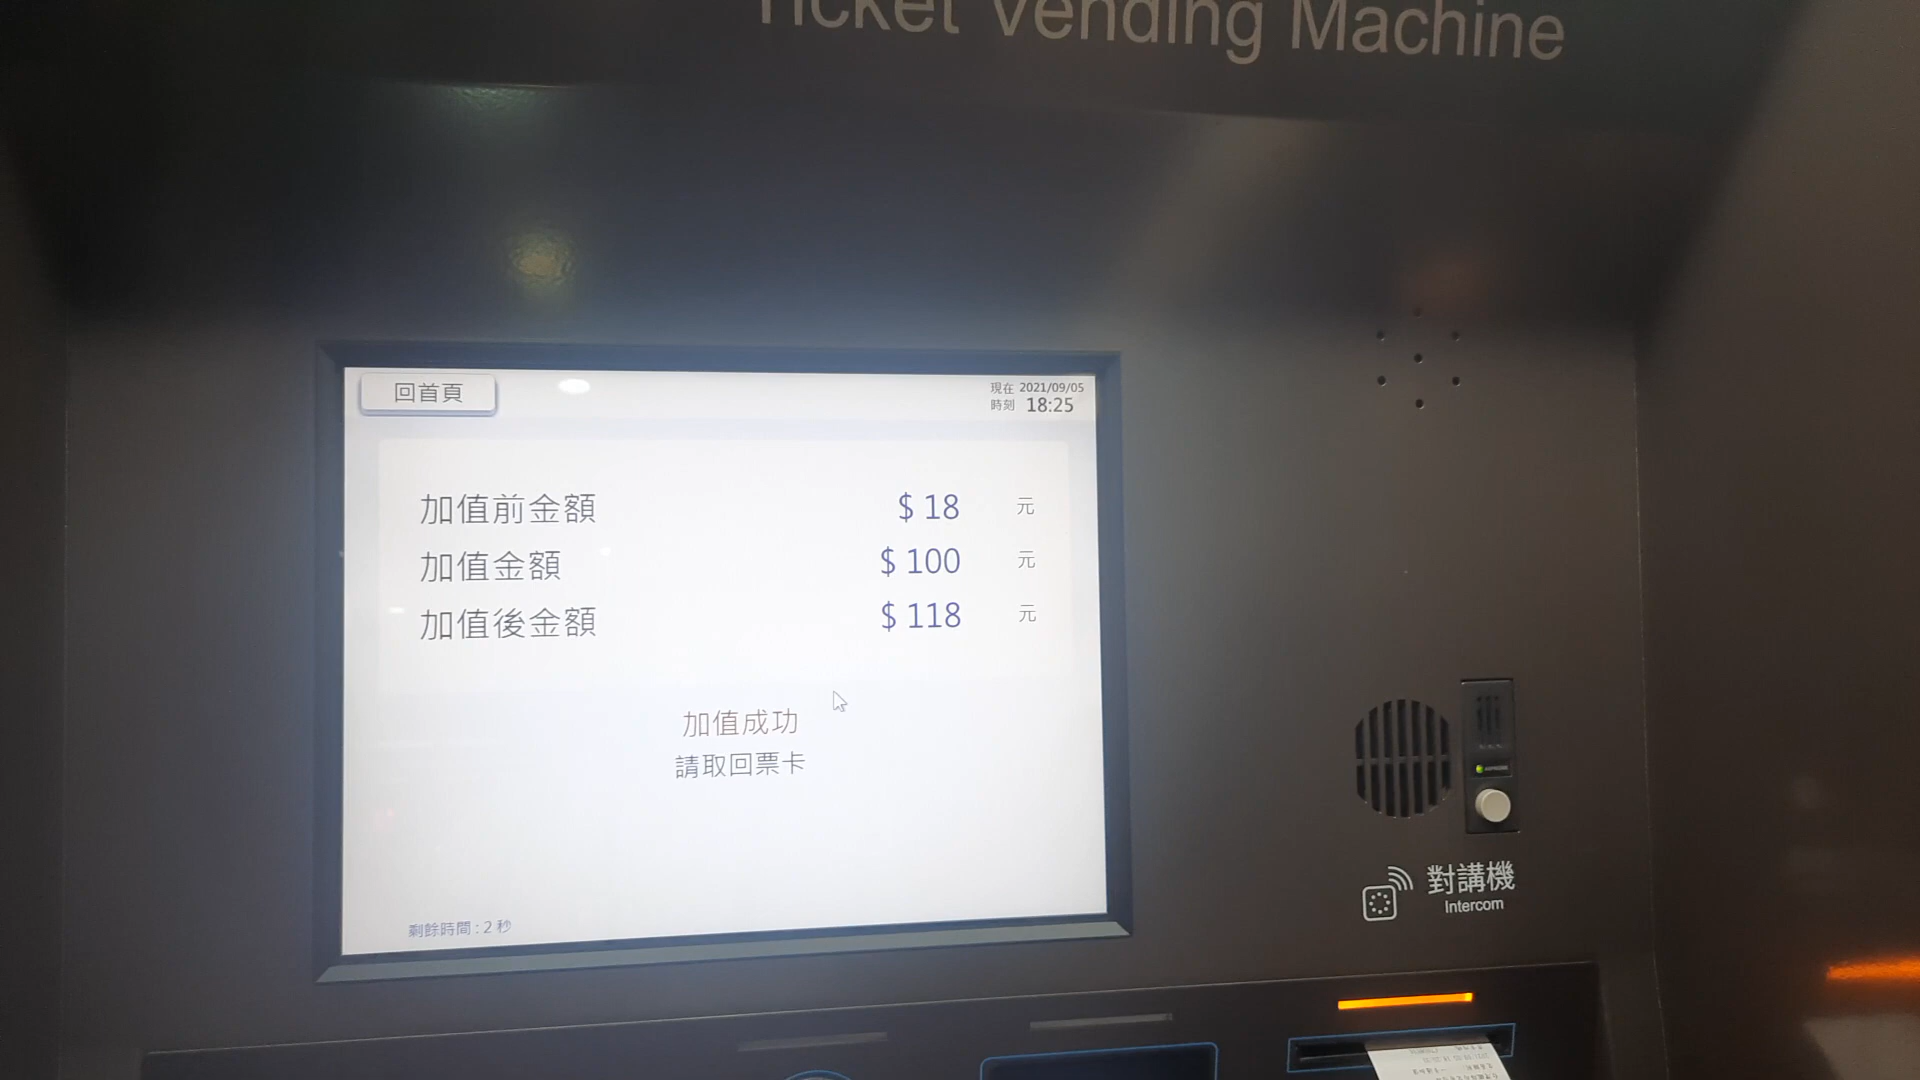 Ticket Vending Machine
回首頁
現在 2021/09/05
時刻 18:25
加值前金額 $ 18 元
加值金額 $ 100 元
加值後金額 $ 118 元
加值成功
請取回票卡
剩餘時間 : 2 秒
對講機
Intercom